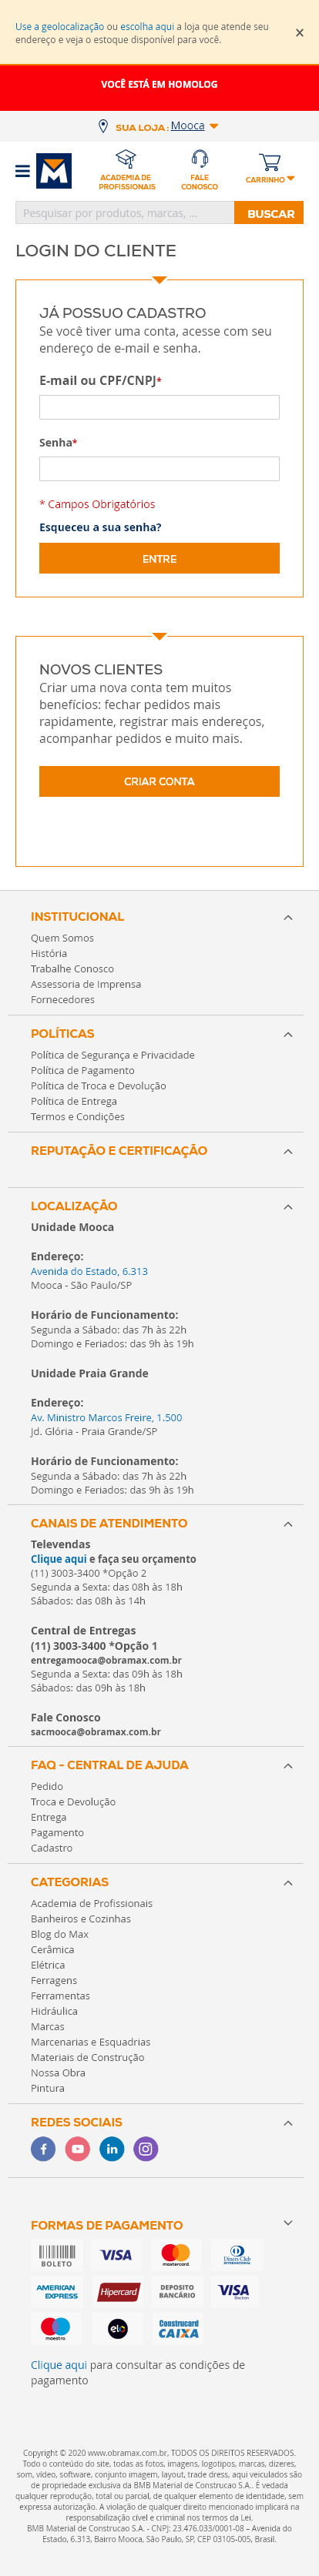 Use a geolocalização ou escolha aqui a loja que atende seu
endereço e veja o estoque disponível para você.
×
VOCÊ ESTÁ EM HOMOLOG
SUA LOJA: Mooca
ACADEMIA DE
PROFISSIONAIS
FALE
CONOSCO
CARRINHO
Pesquisar por produtos, marcas, ...
BUSCAR
LOGIN DO CLIENTE
JÁ POSSUO CADASTRO
Se você tiver uma conta, acesse com seu
endereço de e-mail e senha.
E-mail ou CPF/CNPJ*
Senha*
* Campos Obrigatórios
Esqueceu a sua senha?
ENTRE
NOVOS CLIENTES
Criar uma nova conta tem muitos
benefícios: fechar pedidos mais
rapidamente, registrar mais endereços,
acompanhar pedidos e muito mais.
CRIAR CONTA
INSTITUCIONAL
Quem Somos
História
Trabalhe Conosco
Assessoria de Imprensa
Fornecedores
POLÍTICAS
Política de Segurança e Privacidade
Política de Pagamento
Política de Troca e Devolução
Política de Entrega
Termos e Condições
REPUTAÇÃO E CERTIFICAÇÃO
LOCALIZAÇÃO
Unidade Mooca
Endereço:
Avenida do Estado, 6.313
Mooca - São Paulo/SP
Horário de Funcionamento:
Segunda a Sábado: das 7h às 22h
Domingo e Feriados: das 9h às 19h
Unidade Praia Grande
Endereço:
Av. Ministro Marcos Freire, 1.500
Jd. Glória - Praia Grande/SP
Horário de Funcionamento:
Segunda a Sábado: das 7h às 22h
Domingo e Feriados: das 9h às 19h
CANAIS DE ATENDIMENTO
Televendas
Clique aqui e faça seu orçamento
(11) 3003-3400 *Opção 2
Segunda a Sexta: das 08h às 18h
Sábados: das 08h às 14h
Central de Entregas
(11) 3003-3400 *Opção 1
entregamooca@obramax.com.br
Segunda a Sexta: das 09h às 18h
Sábados: das 09h às 18h
Fale Conosco
sacmooca@obramax.com.br
FAQ - CENTRAL DE AJUDA
Pedido
Troca e Devolução
Entrega
Pagamento
Cadastro
CATEGORIAS
Academia de Profissionais
Banheiros e Cozinhas
Blog do Max
Cerâmica
Elétrica
Ferragens
Ferramentas
Hidráulica
Marcas
Marcenarias e Esquadrias
Materiais de Construção
Nossa Obra
Pintura
REDES SOCIAIS
FORMAS DE PAGAMENTO
BOLETO
VISA
mastercard
Diners Club
INTERNATIONAL
AMERICAN
EXPRESS
Hipercard
DEPOSITO
BANCÁRIO
VISA
Electron
maestro
elo
Construcard
CAIXA
Clique aqui para consultar as condições de
pagamento
Copyright © 2020 www.obramax.com.br, TODOS OS DIREITOS RESERVADOS.
Todo o conteúdo do site, todas as fotos, imagens, logotipos, marcas, dizeres,
som, vídeo, software, conjunto imagem, layout, trade dress, aqui veiculados são
de propriedade exclusiva da BMB Material de Construcao S.A.. É vedada
qualquer reprodução, total ou parcial, de qualquer elemento de identidade, sem
expressa autorização. A violação de qualquer direito mencionado implicará na
responsabilização cível e criminal nos termos da Lei.
BMB Material de Construcao S.A. - CNPJ: 23.476.033/0001-08 – Avenida do
Estado, 6.313, Bairro Mooca, São Paulo, SP, CEP 03105-005, Brasil.